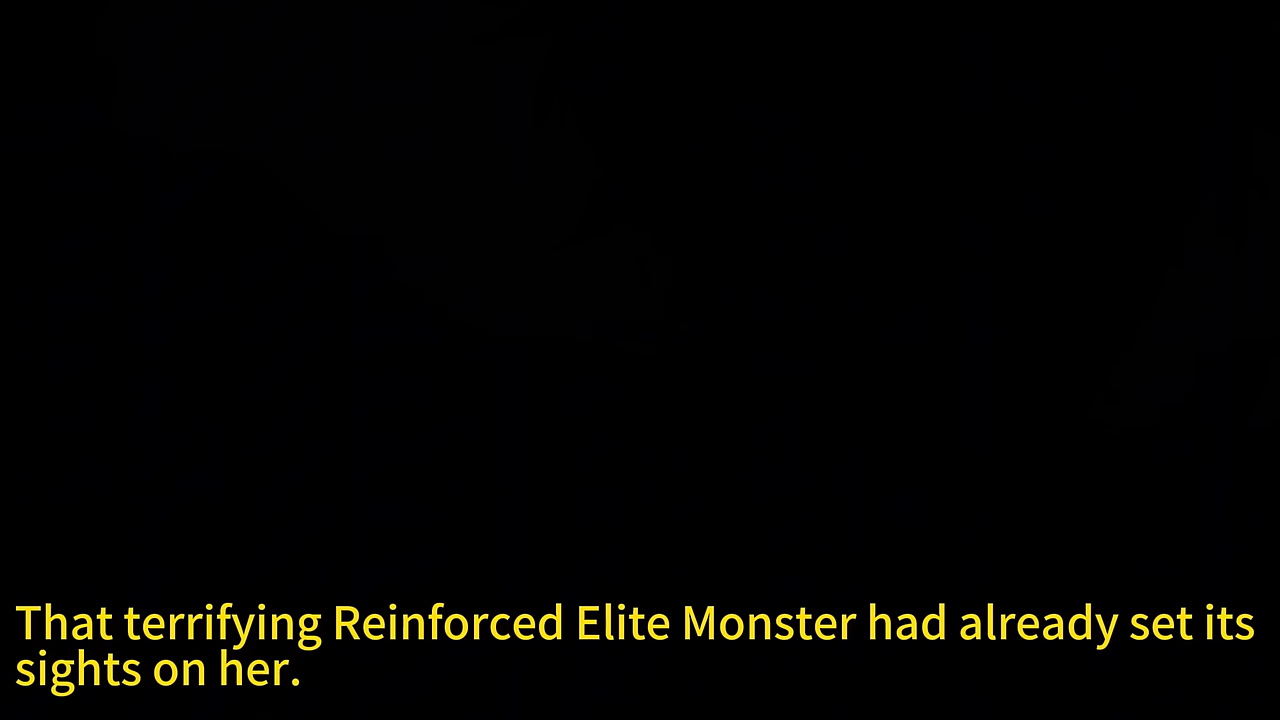 That terrifying Reinforced Elite Monster had already set its
sights on her.